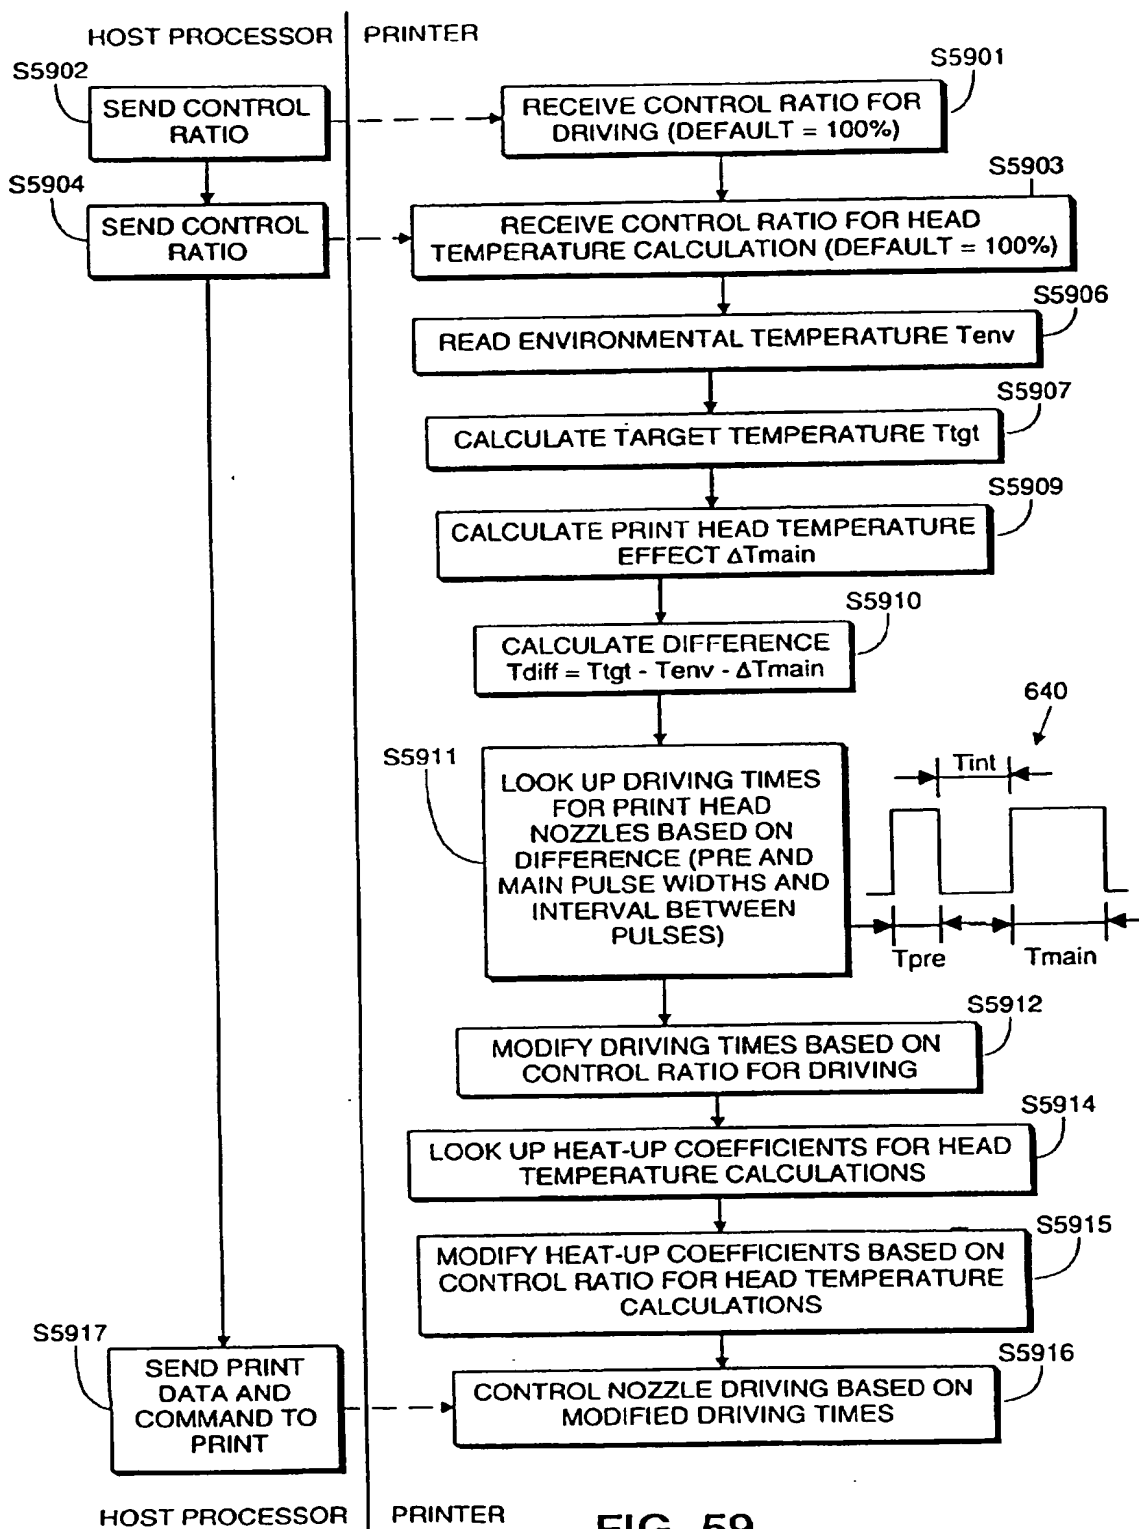 HOST PROCESSOR
PRINTER
S5902
SEND CONTROL
RATIO
S5901
RECEIVE CONTROL RATIO FOR
DRIVING (DEFAULT = 100%)
S5904
SEND CONTROL
RATIO
S5903
RECEIVE CONTROL RATIO FOR HEAD
TEMPERATURE CALCULATION (DEFAULT = 100%)
S5906
READ ENVIRONMENTAL TEMPERATURE Tenv
S5907
CALCULATE TARGET TEMPERATURE Ttgt
S5909
CALCULATE PRINT HEAD TEMPERATURE
EFFECT ΔTmain
S5910
CALCULATE DIFFERENCE
Tdiff = Ttgt - Tenv - ΔTmain
S5911
LOOK UP DRIVING TIMES
FOR PRINT HEAD
NOZZLES BASED ON
DIFFERENCE (PRE AND
MAIN PULSE WIDTHS AND
INTERVAL BETWEEN
PULSES)
640
Tint
Tpre
Tmain
S5912
MODIFY DRIVING TIMES BASED ON
CONTROL RATIO FOR DRIVING
S5914
LOOK UP HEAT-UP COEFFICIENTS FOR HEAD
TEMPERATURE CALCULATIONS
S5915
MODIFY HEAT-UP COEFFICIENTS BASED ON
CONTROL RATIO FOR HEAD TEMPERATURE
CALCULATIONS
S5917
SEND PRINT
DATA AND
COMMAND TO
PRINT
S5916
CONTROL NOZZLE DRIVING BASED ON
MODIFIED DRIVING TIMES
HOST PROCESSOR
PRINTER
FIG. 59